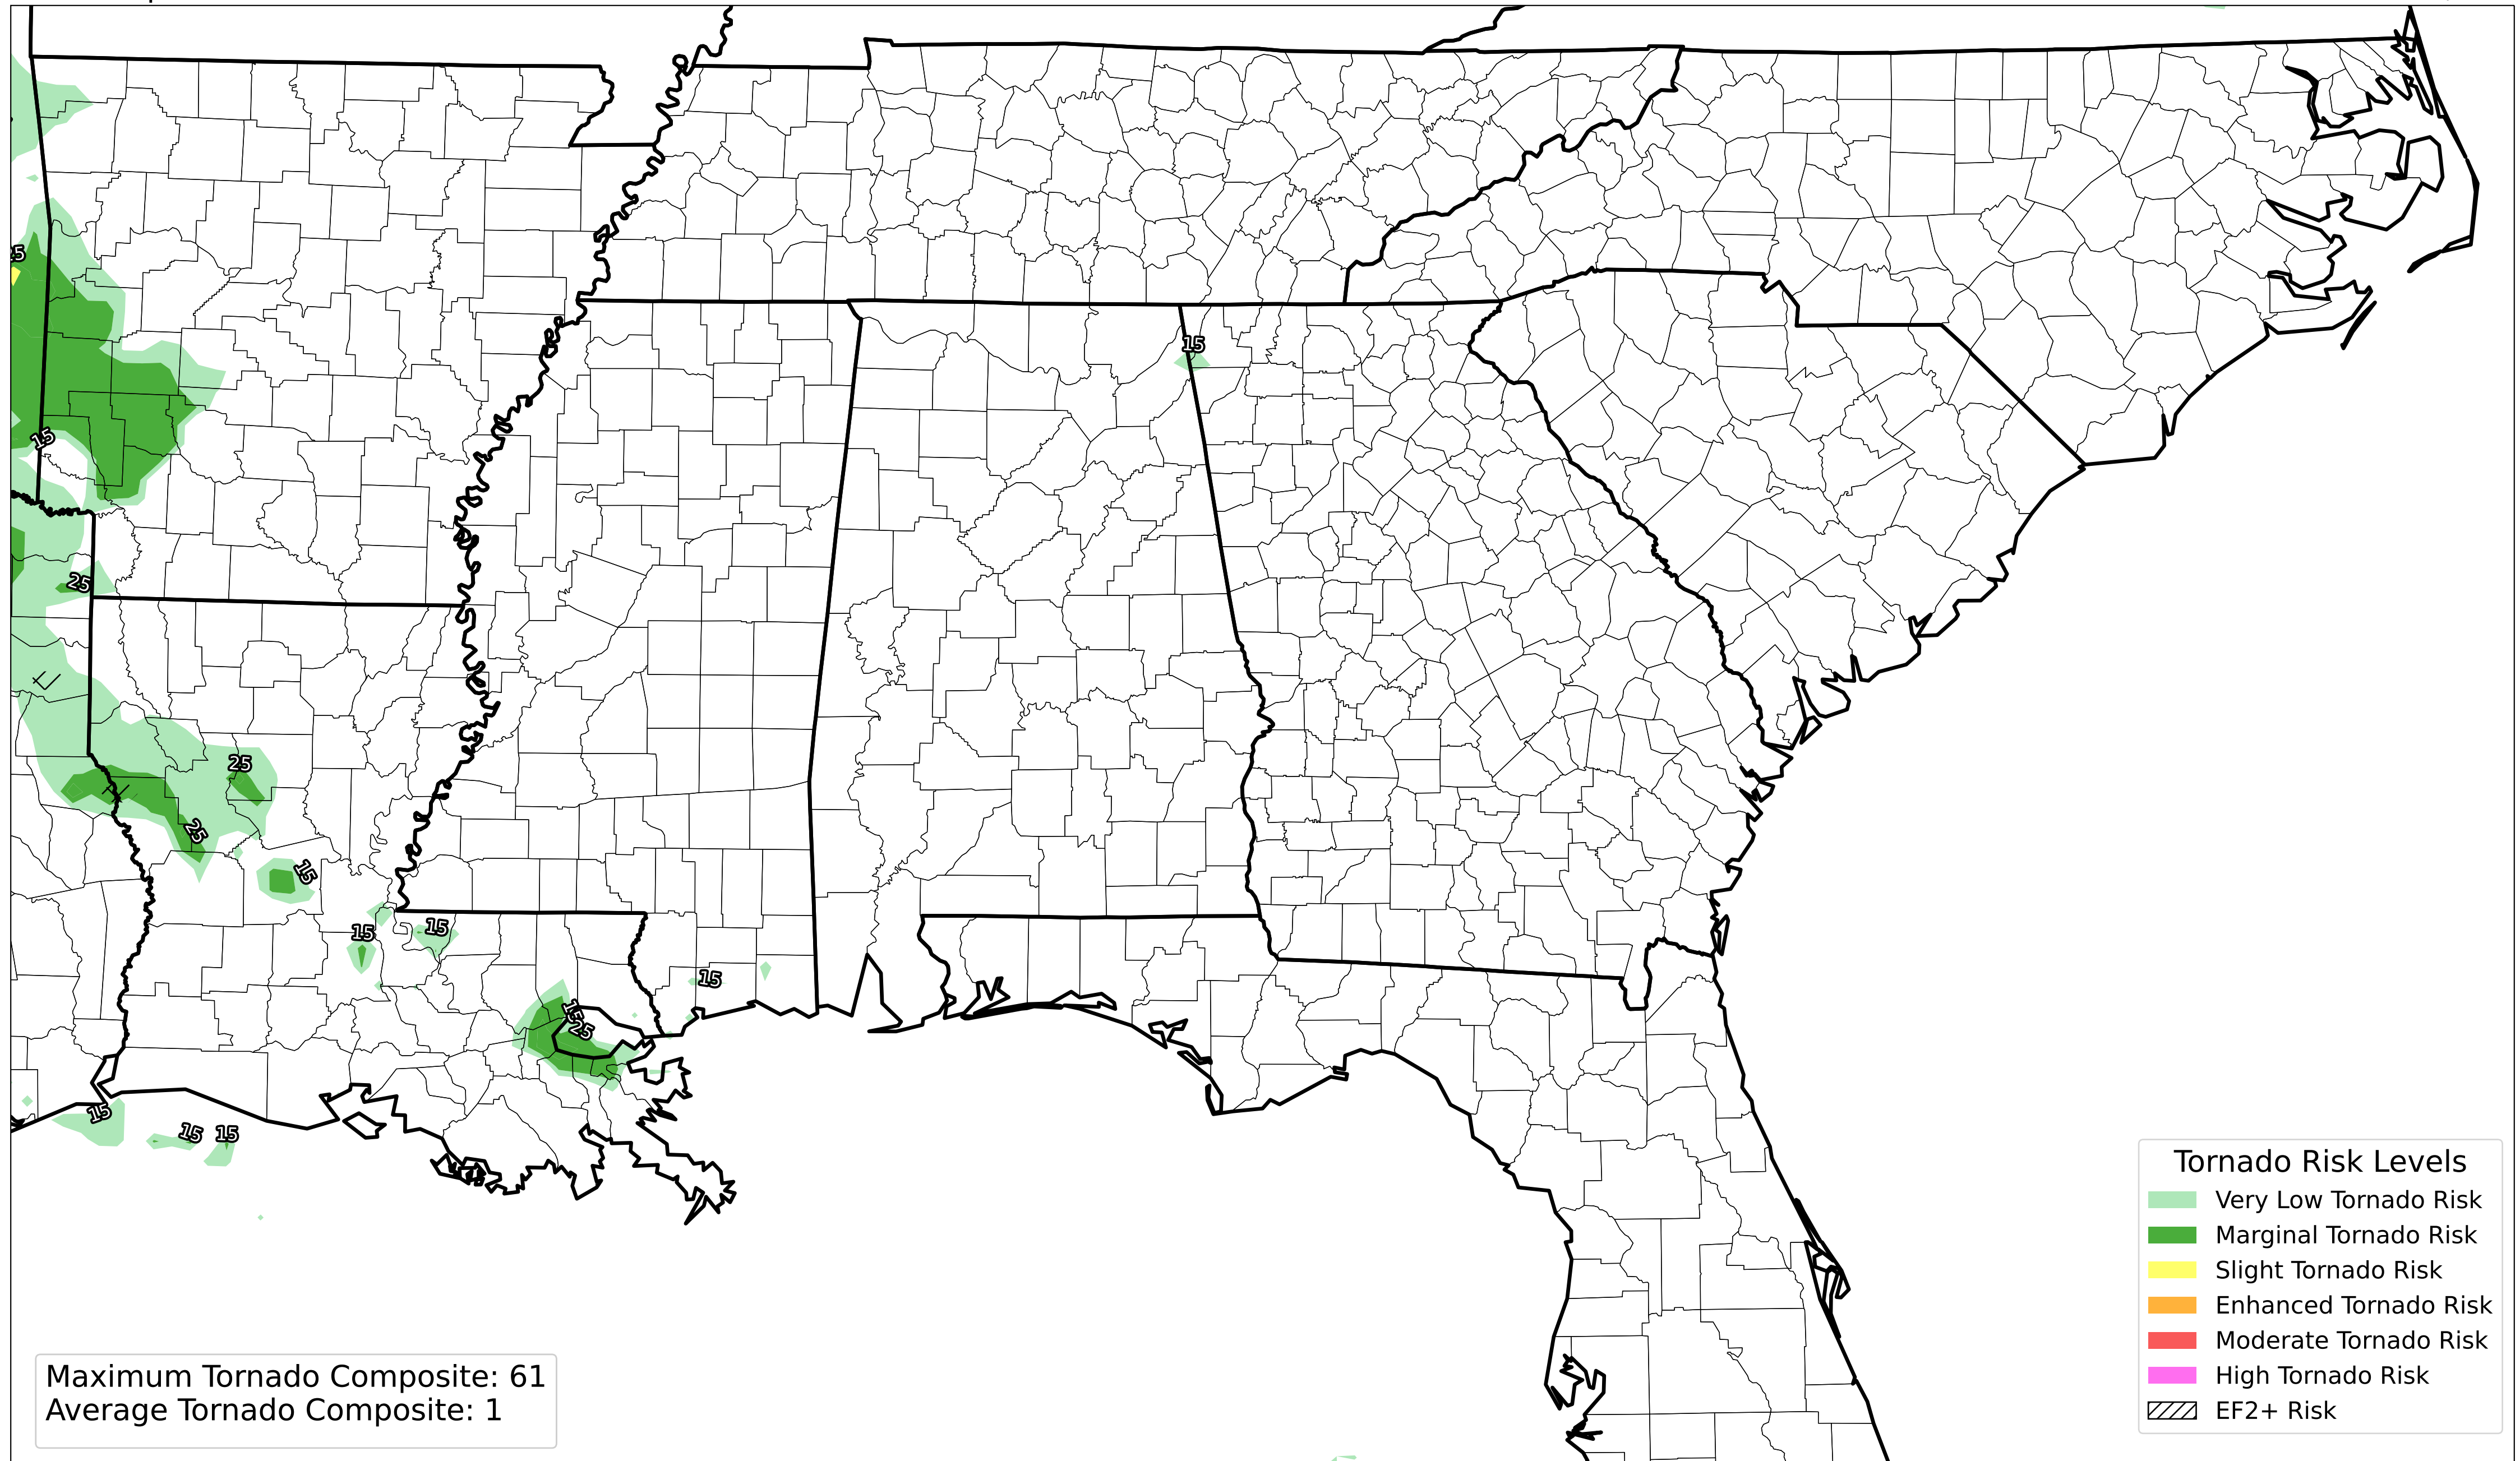 25
15
15
25
25
25
15
15
15
15
15
25
15
15
15
Tornado Risk Levels
Very Low Tornado Risk
Marginal Tornado Risk
Slight Tornado Risk
Enhanced Tornado Risk
Moderate Tornado Risk
High Tornado Risk
EF2+ Risk
Maximum Tornado Composite: 61
Average Tornado Composite: 1